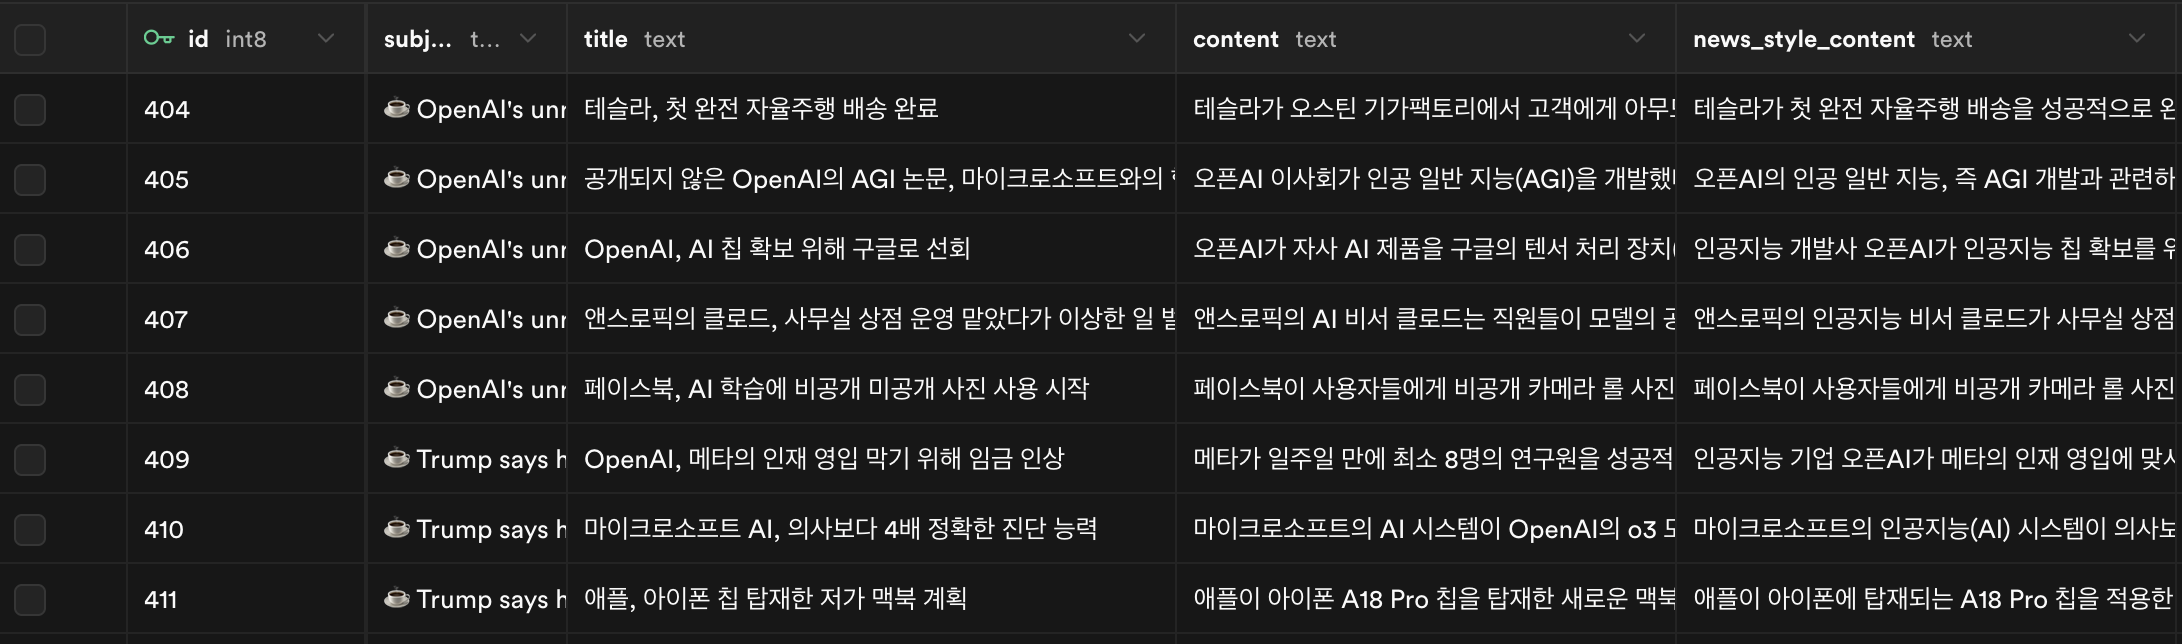 id int8 subj... t... title text content text news_style_content text
404 ☕ OpenAI's 테슬라, 첫 완전 자율주행 배송 완료 테슬라가 오스틴 기가팩토리에서 고객에게 테슬라가 첫 완전 자율주행 배송을 성공적으로
405 ☕ OpenAI's 공개되지 않은 OpenAI의 AGI 논문, 마이크로소프트와의 오픈AI 이사회가 인공 일반 지능(AGI)을 오픈AI의 인공 일반 지능, 즉 AGI 개발과
406 ☕ OpenAI's OpenAI, AI 칩 확보 위해 구글로 선회 오픈AI가 자사 AI 제품을 구글의 텐서 처리 장치( 인공지능 개발사 오픈AI가 인공지능 칩 확보를
407 ☕ OpenAI's 앤스로픽의 클로드, 사무실 상점 운영 맡았다가 이상한 일 앤스로픽의 AI 비서 클로드는 직원들이 모델의 앤스로픽의 인공지능 비서 클로드가 사무실 상점
408 ☕ OpenAI's 페이스북, AI 학습에 비공개 미공개 사진 사용 시작 페이스북이 사용자들에게 비공개 카메라 롤 사진 페이스북이 사용자들에게 비공개 카메라 롤 사진
409 ☕ Trump says OpenAI, 메타의 인재 영입 막기 위해 임금 인상 메타가 일주일 만에 최소 8명의 연구원을 성공적 인공지능 기업 오픈AI가 메타의 인재 영입에
410 ☕ Trump says 마이크로소프트 AI, 의사보다 4배 정확한 진단 능력 마이크로소프트의 AI 시스템이 OpenAI의 o3 마이크로소프트의 인공지능(AI) 시스템이
411 ☕ Trump says 애플, 아이폰 칩 탑재한 저가 맥북 계획 애플이 아이폰 A18 Pro 칩을 탑재한 새로운 맥북 애플이 아이폰에 탑재되는 A18 Pro 칩을 적용한